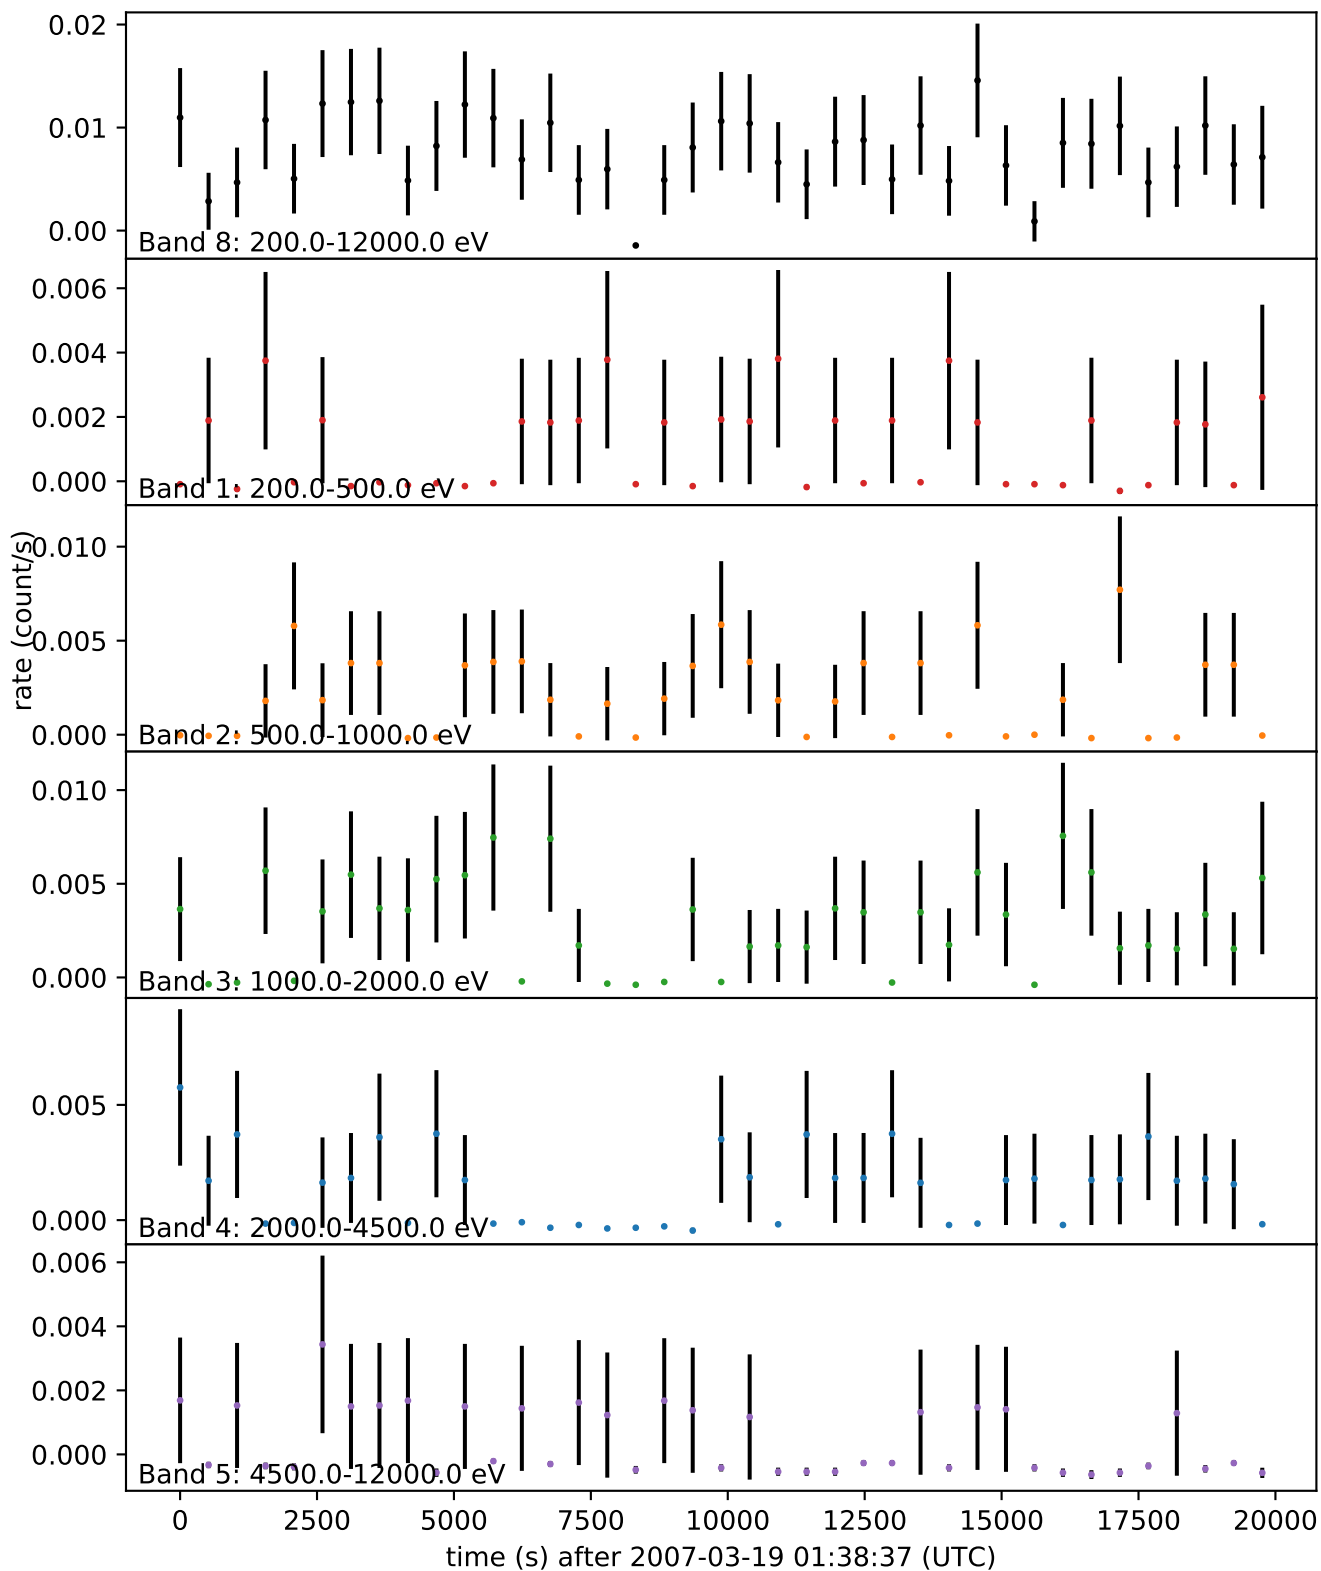 0.02
0.01
0.00
Band 8: 200.0-12000.0 eV
0.006
0.004
0.002
0.000
Band 1: 200.0-500.0 eV
rate (count/s)
0.010
0.005
0.000
Band 2: 500.0-1000.0 eV
0.010
0.005
0.000
Band 3: 1000.0-2000.0 eV
0.005
0.000
Band 4: 2000.0-4500.0 eV
0.006
0.004
0.002
0.000
Band 5: 4500.0-12000.0 eV
0 2500 5000 7500 10000 12500 15000 17500 20000
time (s) after 2007-03-19 01:38:37 (UTC)